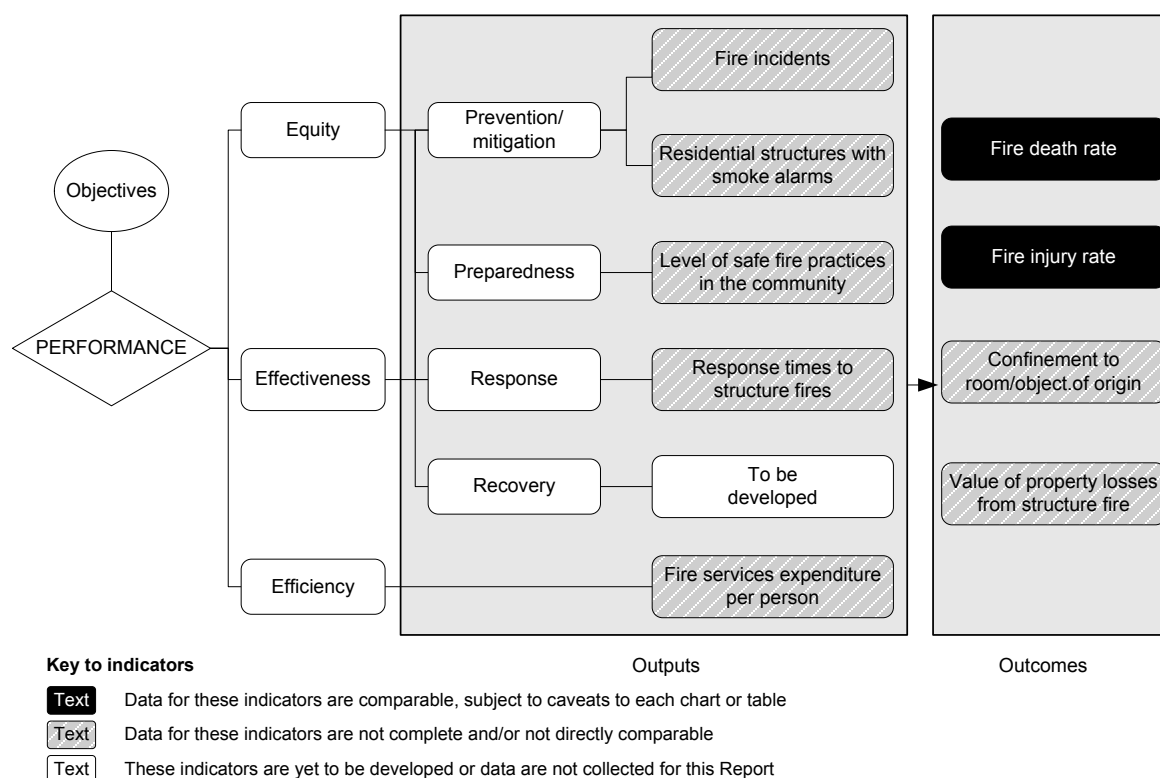 Objectives
PERFORMANCE
Equity
Effectiveness
Efficiency
Prevention/
mitigation
Preparedness
Response
Recovery
Fire incidents
Residential structures with
smoke alarms
Level of safe fire practices
in the community
Response times to
structure fires
To be
developed
Fire services expenditure
per person
Fire death rate
Fire injury rate
Confinement to
room/object.of origin
Value of property losses
from structure fire
Outputs
Outcomes
Key to indicators
Text Data for these indicators are comparable, subject to caveats to each chart or table
Text Data for these indicators are not complete and/or not directly comparable
Text These indicators are yet to be developed or data are not collected for this Report